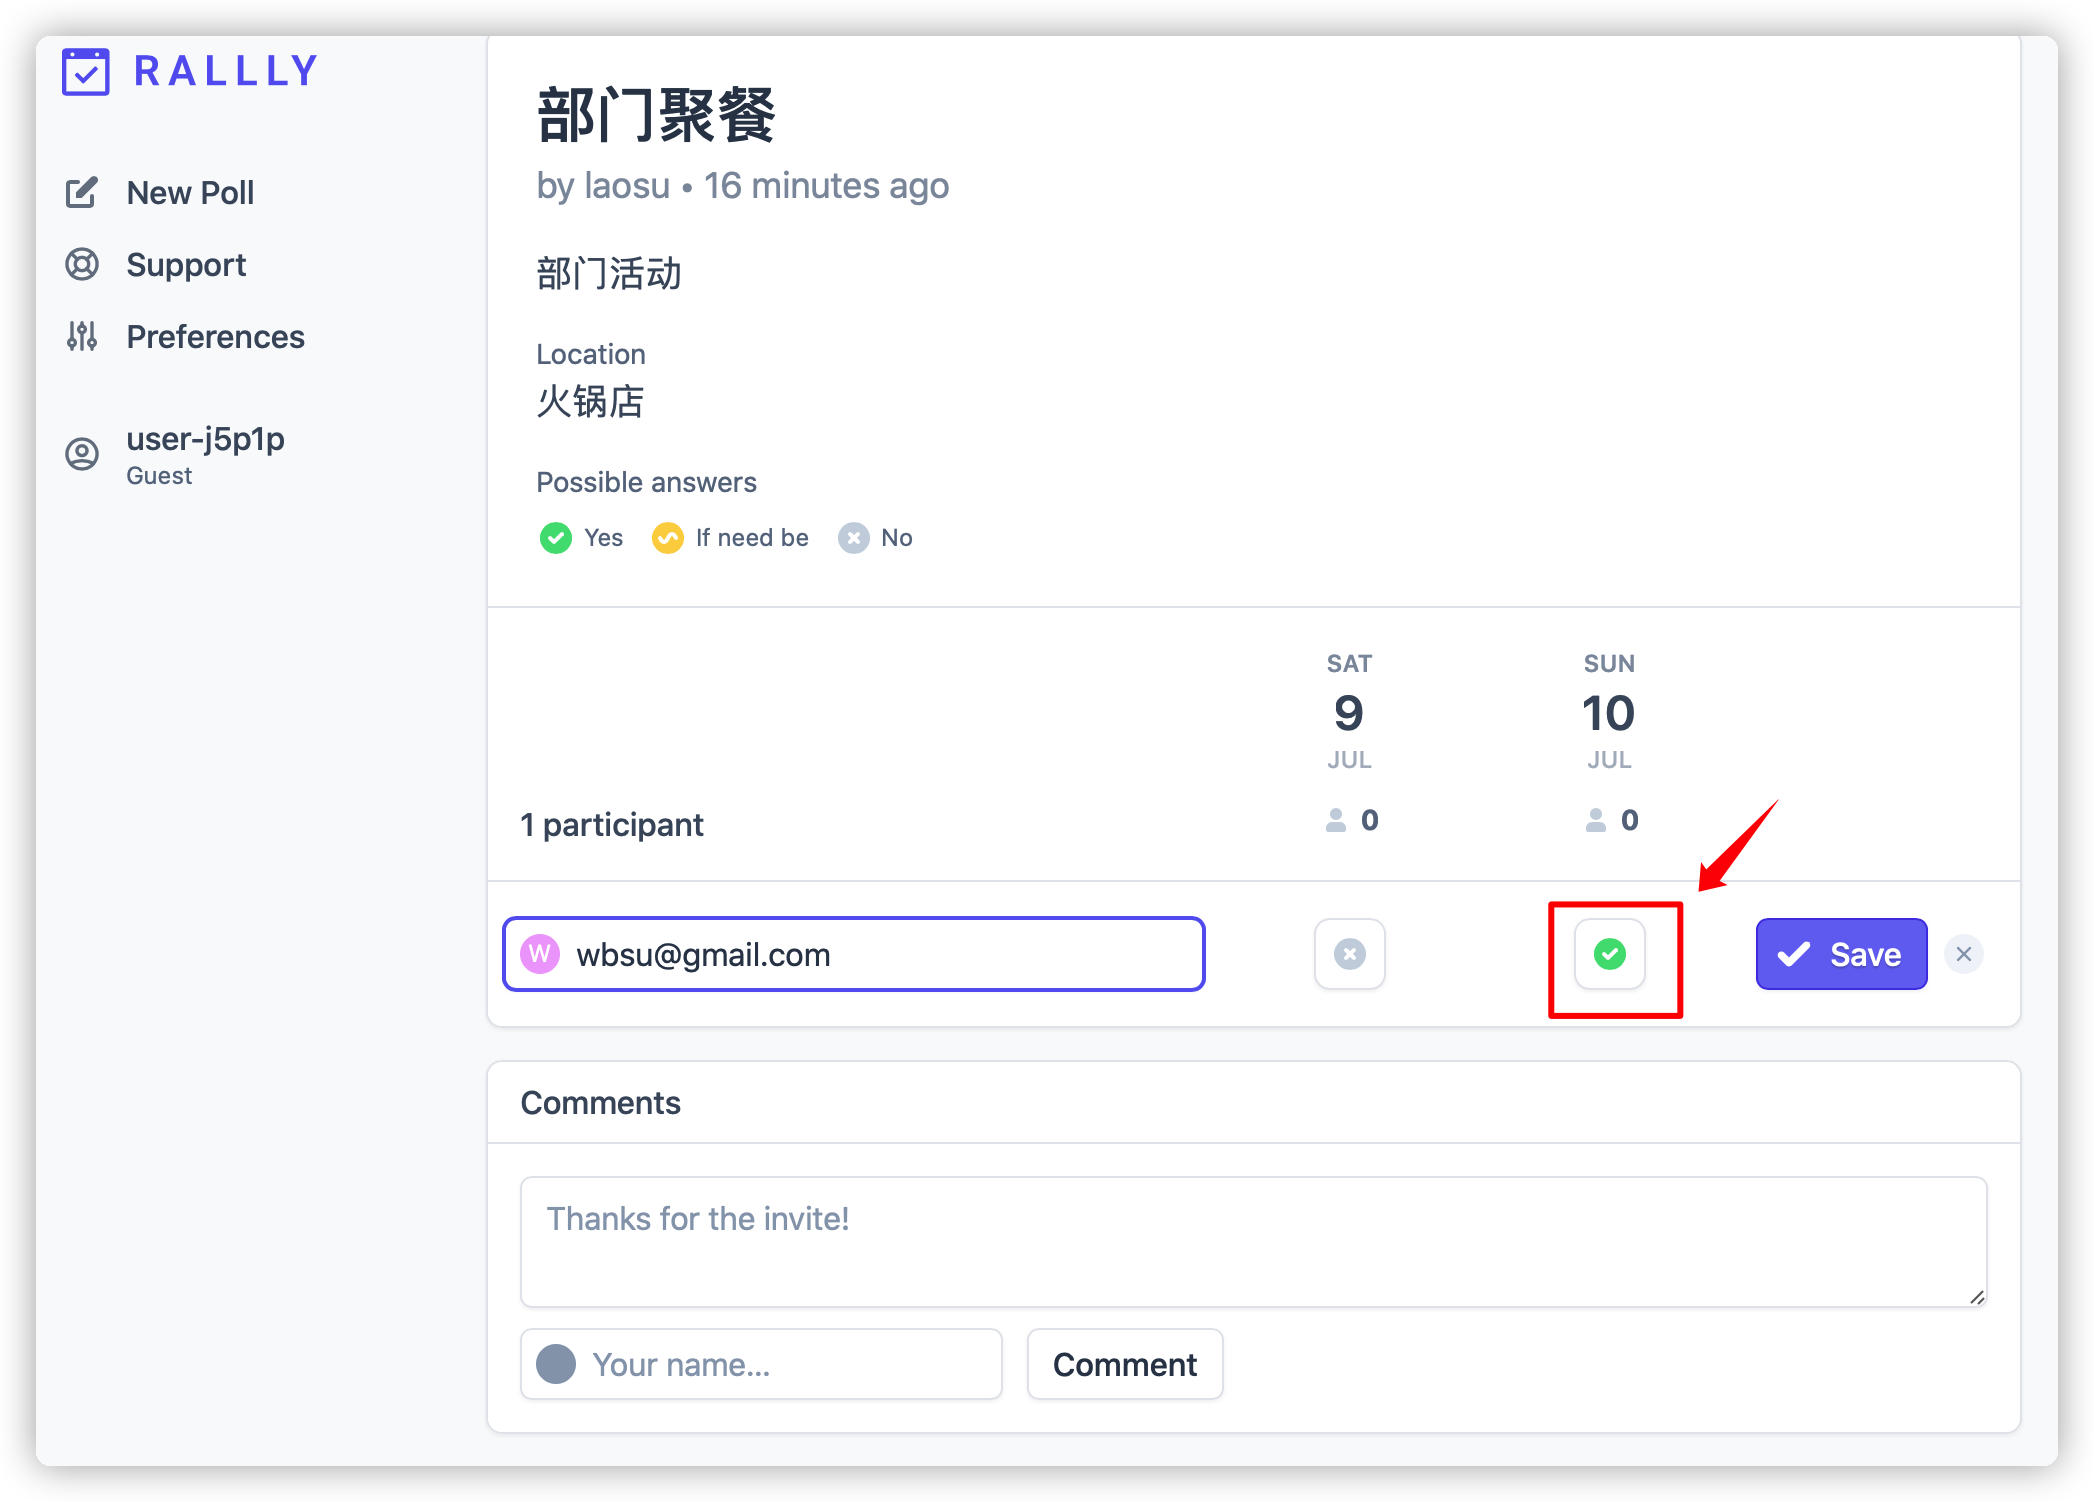 RALLLY
New Poll
Support
Preferences
user-j5p1p
Guest
部门聚餐
by laosu • 16 minutes ago
部门活动
Location
火锅店
Possible answers
Yes If need be No
SAT SUN
9 10
JUL JUL
1 participant 0 0
W wbsu@gmail.com Save
Comments
Thanks for the invite!
Your name... Comment